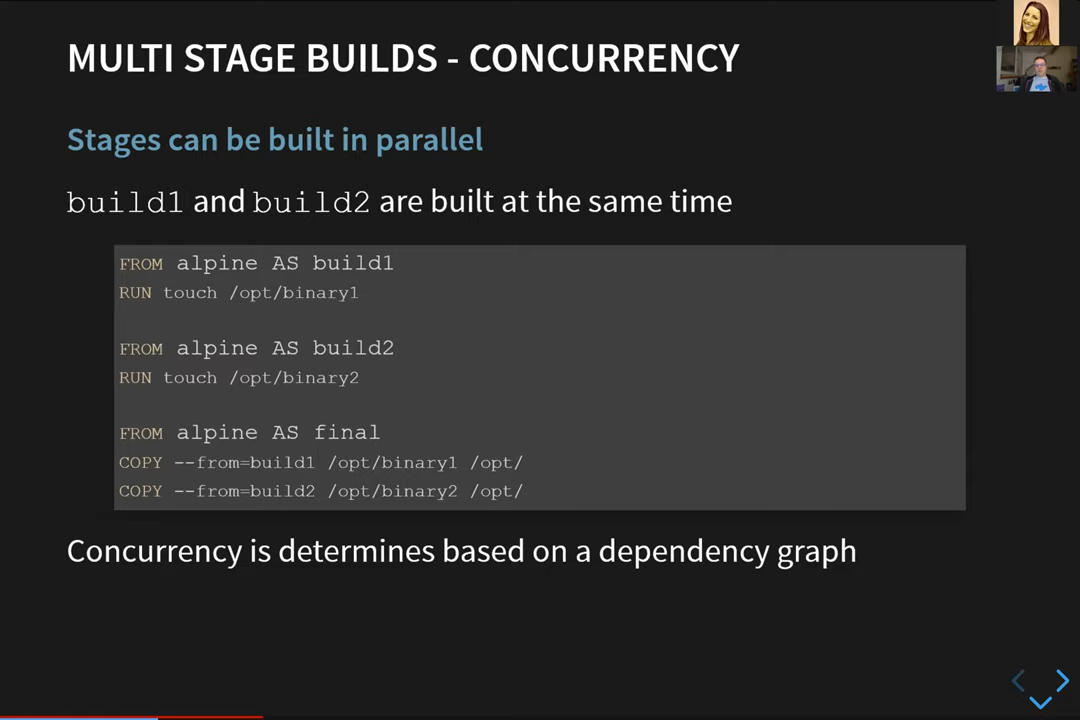 MULTI STAGE BUILDS - CONCURRENCY
Stages can be built in parallel
build1 and build2 are built at the same time
FROM alpine AS build1
RUN touch /opt/binary1
FROM alpine AS build2
RUN touch /opt/binary2
FROM alpine AS final
COPY --from=build1 /opt/binary1 /opt/
COPY --from=build2 /opt/binary2 /opt/
Concurrency is determines based on a dependency graph